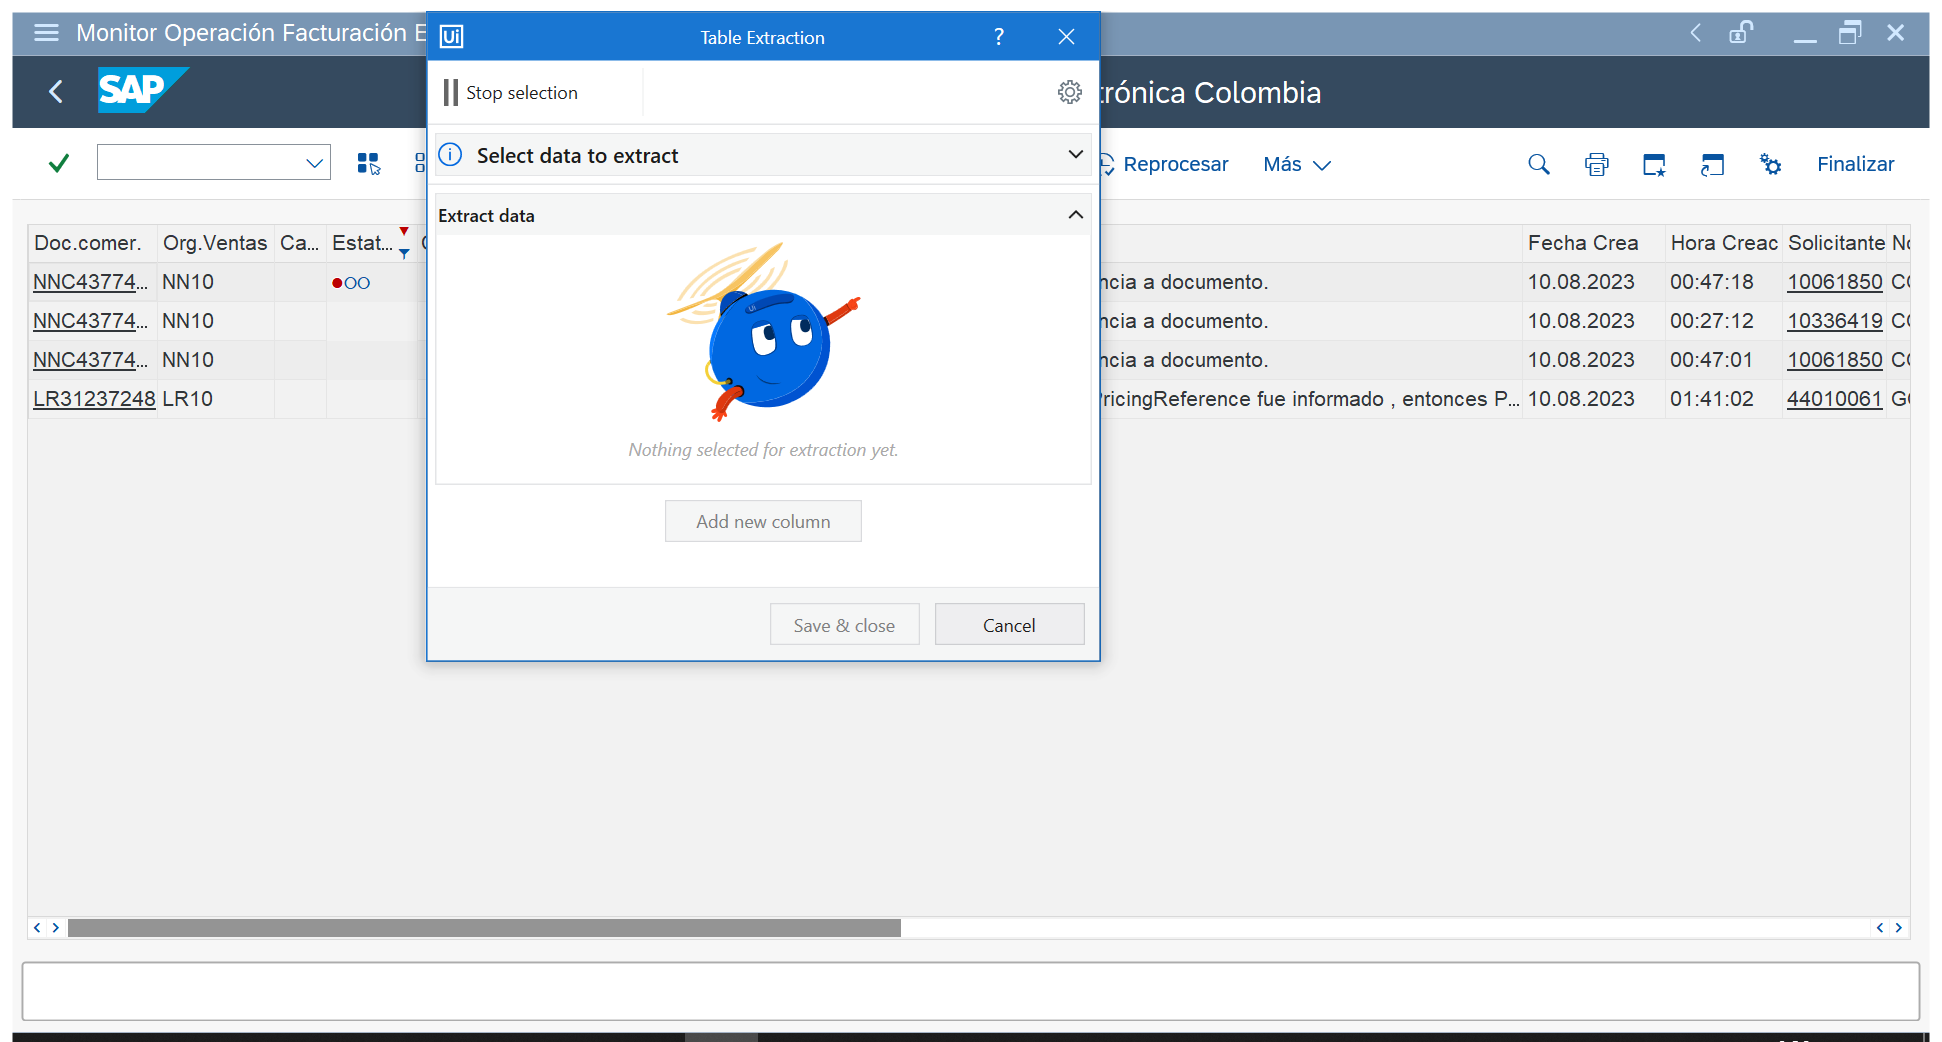 Monitor Operación Facturación E
Ui Table Extraction ?
SAP
Stop selection
trónica Colombia
Select data to extract
Reprocesar Más Finalizar
Extract data
Doc.comer. Org.Ventas Ca... Estat... Fecha Crea Hora Creac Solicitante
NNC43774... NN10 ncia a documento. 10.08.2023 00:47:18 10061850
NNC43774... NN10 ncia a documento. 10.08.2023 00:27:12 10336419
NNC43774... NN10 ncia a documento. 10.08.2023 00:47:01 10061850
LR31237248 LR10 PricingReference fue informado , entonces P... 10.08.2023 01:41:02 44010061
Nothing selected for extraction yet.
Add new column
Save & close Cancel